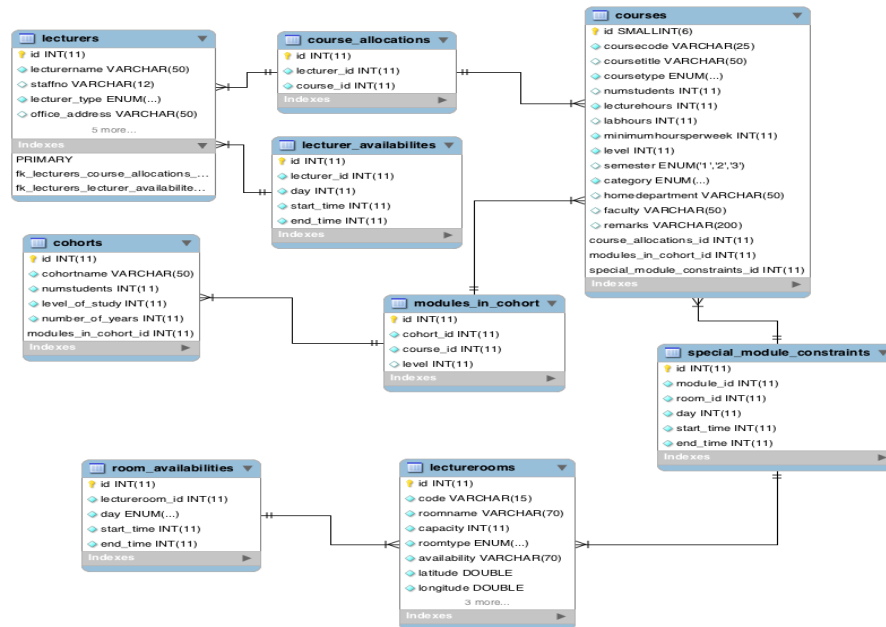 lecturers
id INT(11)
lecturername VARCHAR(50)
staffno VARCHAR(12)
lecturer_type ENUM(...)
office_address VARCHAR(50)
5 more...
Indexes
PRIMARY
fk_lecturers_course_allocations_...
fk_lecturers_lecturer_availabilite...
course_allocations
id INT(11)
lecturer_id INT(11)
course_id INT(11)
Indexes
lecturer_availabilites
id INT(11)
lecturer_id INT(11)
day INT(11)
start_time INT(11)
end_time INT(11)
Indexes
courses
id SMALLINT(6)
coursecode VARCHAR(25)
coursetitle VARCHAR(50)
coursetype ENUM(...)
numstudents INT(11)
lecturehours INT(11)
labhours INT(11)
minimumhoursperweek INT(11)
level INT(11)
semester ENUM('1','2','3')
category ENUM(...)
homedepartment VARCHAR(50)
faculty VARCHAR(50)
remarks VARCHAR(200)
course_allocations_id INT(11)
modules_in_cohort_id INT(11)
special_module_constraints_id INT(11)
Indexes
cohorts
id INT(11)
cohortname VARCHAR(50)
numstudents INT(11)
level_of_study INT(11)
number_of_years INT(11)
modules_in_cohort_id INT(11)
Indexes
modules_in_cohort
id INT(11)
cohort_id INT(11)
course_id INT(11)
level INT(11)
Indexes
special_module_constraints
id INT(11)
module_id INT(11)
room_id INT(11)
day INT(11)
start_time INT(11)
end_time INT(11)
Indexes
room_availabilities
id INT(11)
lectureroom_id INT(11)
day ENUM(...)
start_time INT(11)
end_time INT(11)
Indexes
lecturerooms
id INT(11)
code VARCHAR(15)
roomname VARCHAR(70)
capacity INT(11)
roomtype ENUM(...)
availability VARCHAR(70)
latitude DOUBLE
longitude DOUBLE
3 more...
Indexes